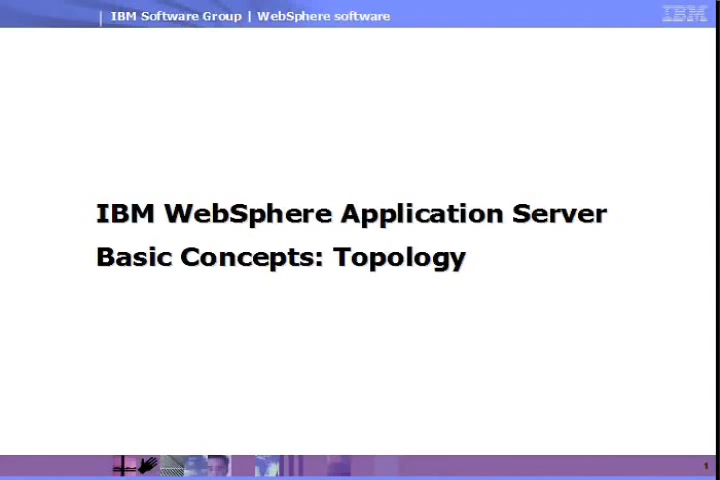 IBM Software Group | WebSphere software
IBM
IBM WebSphere Application Server
Basic Concepts: Topology
1